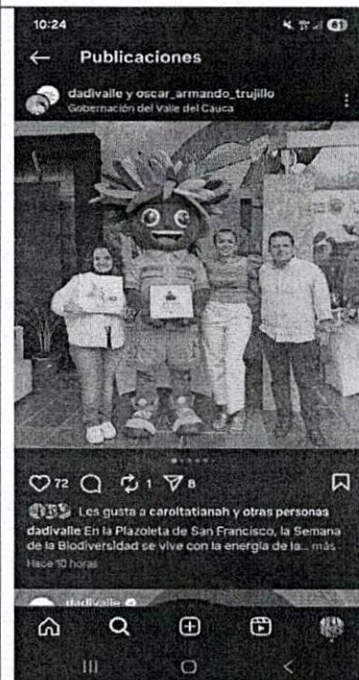 10:24
61
Publicaciones
dadivalle y oscar_armando_trujillo
Gobernación del Valle del Cauca
72 1 8
Les gusta a caroltatianah y otras personas
dadivalle En la Plazoleta de San Francisco, la Semana
de la Biodiversidad se vive con la energía de la... más
Hace 10 horas
dadivalle